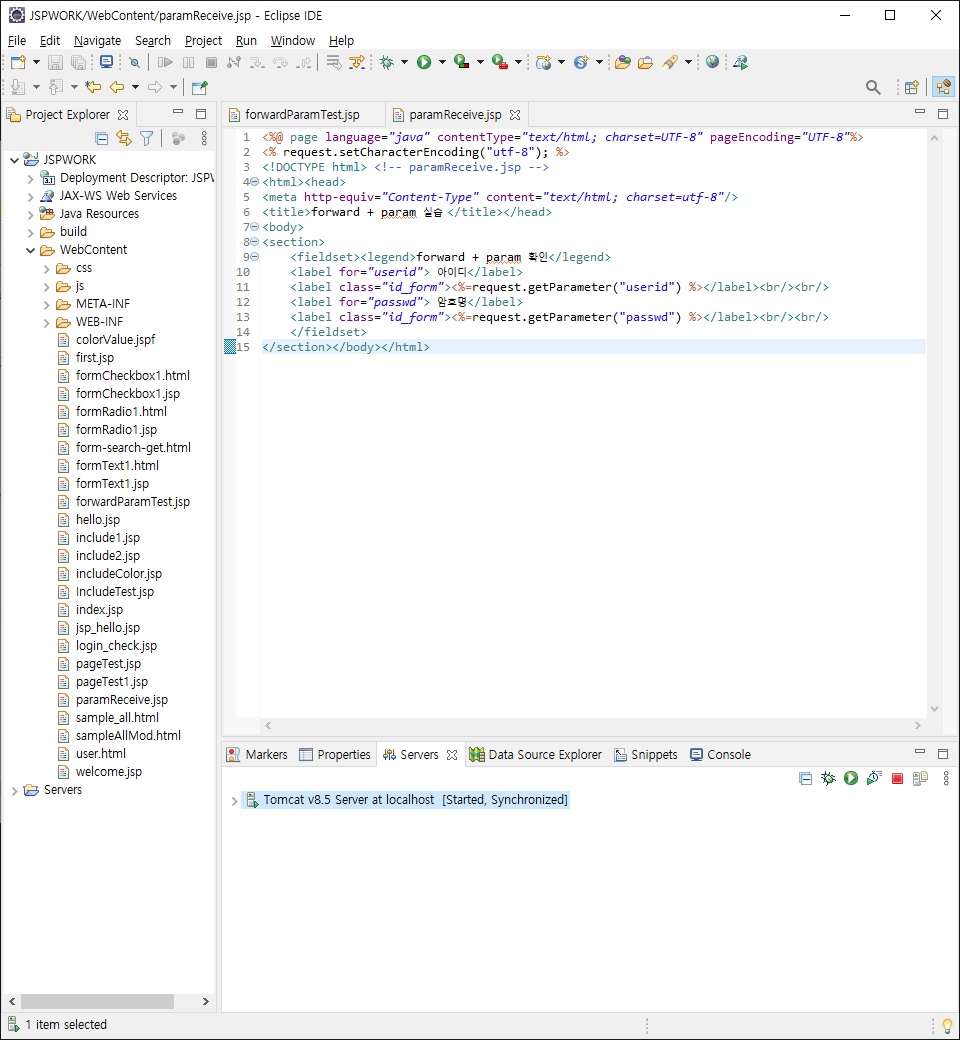 JSPWORK/WebContent/paramReceive.jsp - Eclipse IDE
File Edit Navigate Search Project Run Window Help
Project Explorer
JSPWORK
Deployment Descriptor: JSPW
JAX-WS Web Services
Java Resources
build
WebContent
css
js
META-INF
WEB-INF
colorValue.jspf
first.jsp
formCheckbox1.html
formCheckbox1.jsp
formRadio1.html
formRadio1.jsp
form-search-get.html
formText1.html
formText1.jsp
forwardParamTest.jsp
hello.jsp
include1.jsp
include2.jsp
includeColor.jsp
IncludeTest.jsp
index.jsp
jsp_hello.jsp
login_check.jsp
pageTest.jsp
pageTest1.jsp
paramReceive.jsp
sample_all.html
sampleAllMod.html
user.html
welcome.jsp
Servers
forwardParamTest.jsp paramReceive.jsp
1 <%@ page language="java" contentType="text/html; charset=UTF-8" pageEncoding="UTF-8"%>
2 <% request.setCharacterEncoding("utf-8"); %>
3 <!DOCTYPE html> <!-- paramReceive.jsp -->
4 <html><head>
5 <meta http-equiv="Content-Type" content="text/html; charset=utf-8"/>
6 <title>forward + param 실습</title></head>
7 <body>
8 <section>
9 <fieldset><legend>forward + param 확인</legend>
10 <label for="userid"> 아이디</label>
11 <label class="id_form"><%=request.getParameter("userid") %></label><br/><br/>
12 <label for="passwd"> 암호명</label>
13 <label class="id_form"><%=request.getParameter("passwd") %></label><br/><br/>
14 </fieldset>
15 </section></body></html>
Markers Properties Servers Data Source Explorer Snippets Console
Tomcat v8.5 Server at localhost [Started, Synchronized]
1 item selected